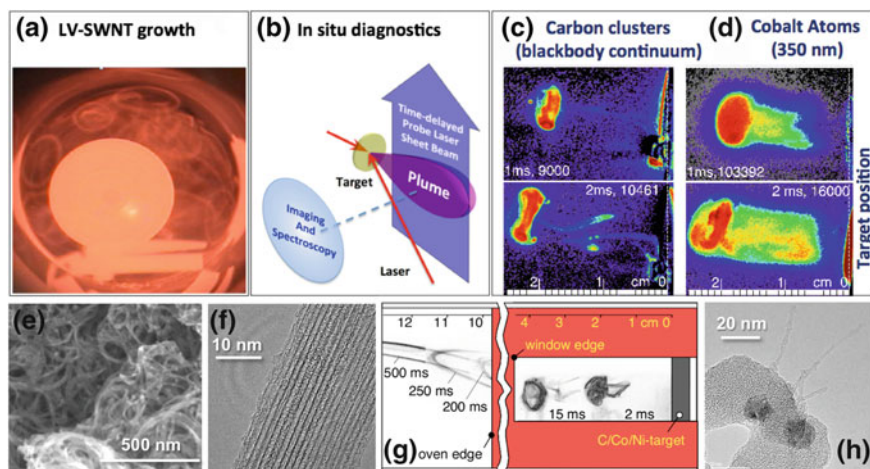 (a) LV-SWNT growth
(b) In situ diagnostics
Time-delayed
Probe Laser
Sheet Beam
Target
Plume
Imaging
And
Spectroscopy
Laser
(c) Carbon clusters
(blackbody continuum)
(d) Cobalt Atoms
(350 nm)
1ms, 9000
1ms,103392
2ms, 10461
2 ms, 16000
2 1 cm 0
2 1 cm 0
Target position
(e)
500 nm
(f)
10 nm
12 11 10
4 3 2 1 cm 0
window edge
500 ms
250 ms
200 ms
15 ms 2 ms
(g)
oven edge
C/Co/Ni-target
20 nm
(h)